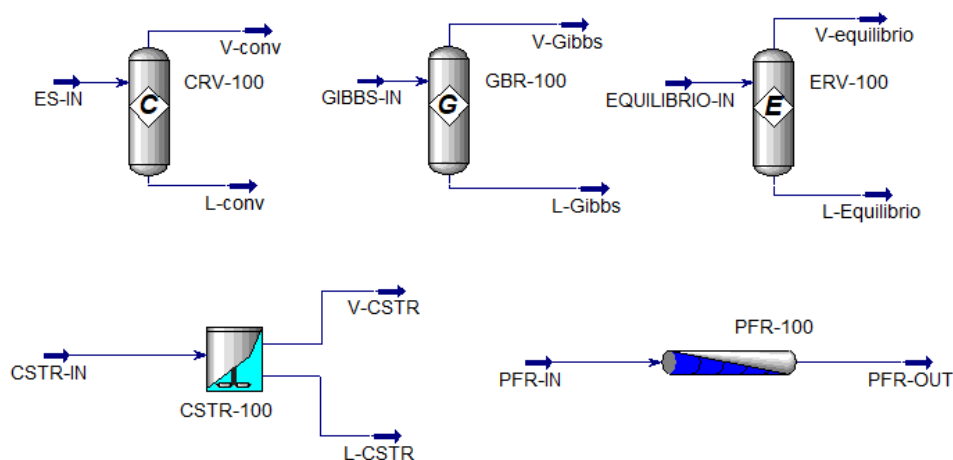 V-conv
ES-IN
CRV-100
C
L-conv
V-Gibbs
GIBBS-IN
GBR-100
G
L-Gibbs
V-equilibrio
EQUILIBRIO-IN
ERV-100
E
L-Equilibrio
V-CSTR
CSTR-IN
CSTR-100
L-CSTR
PFR-100
PFR-IN
PFR-OUT